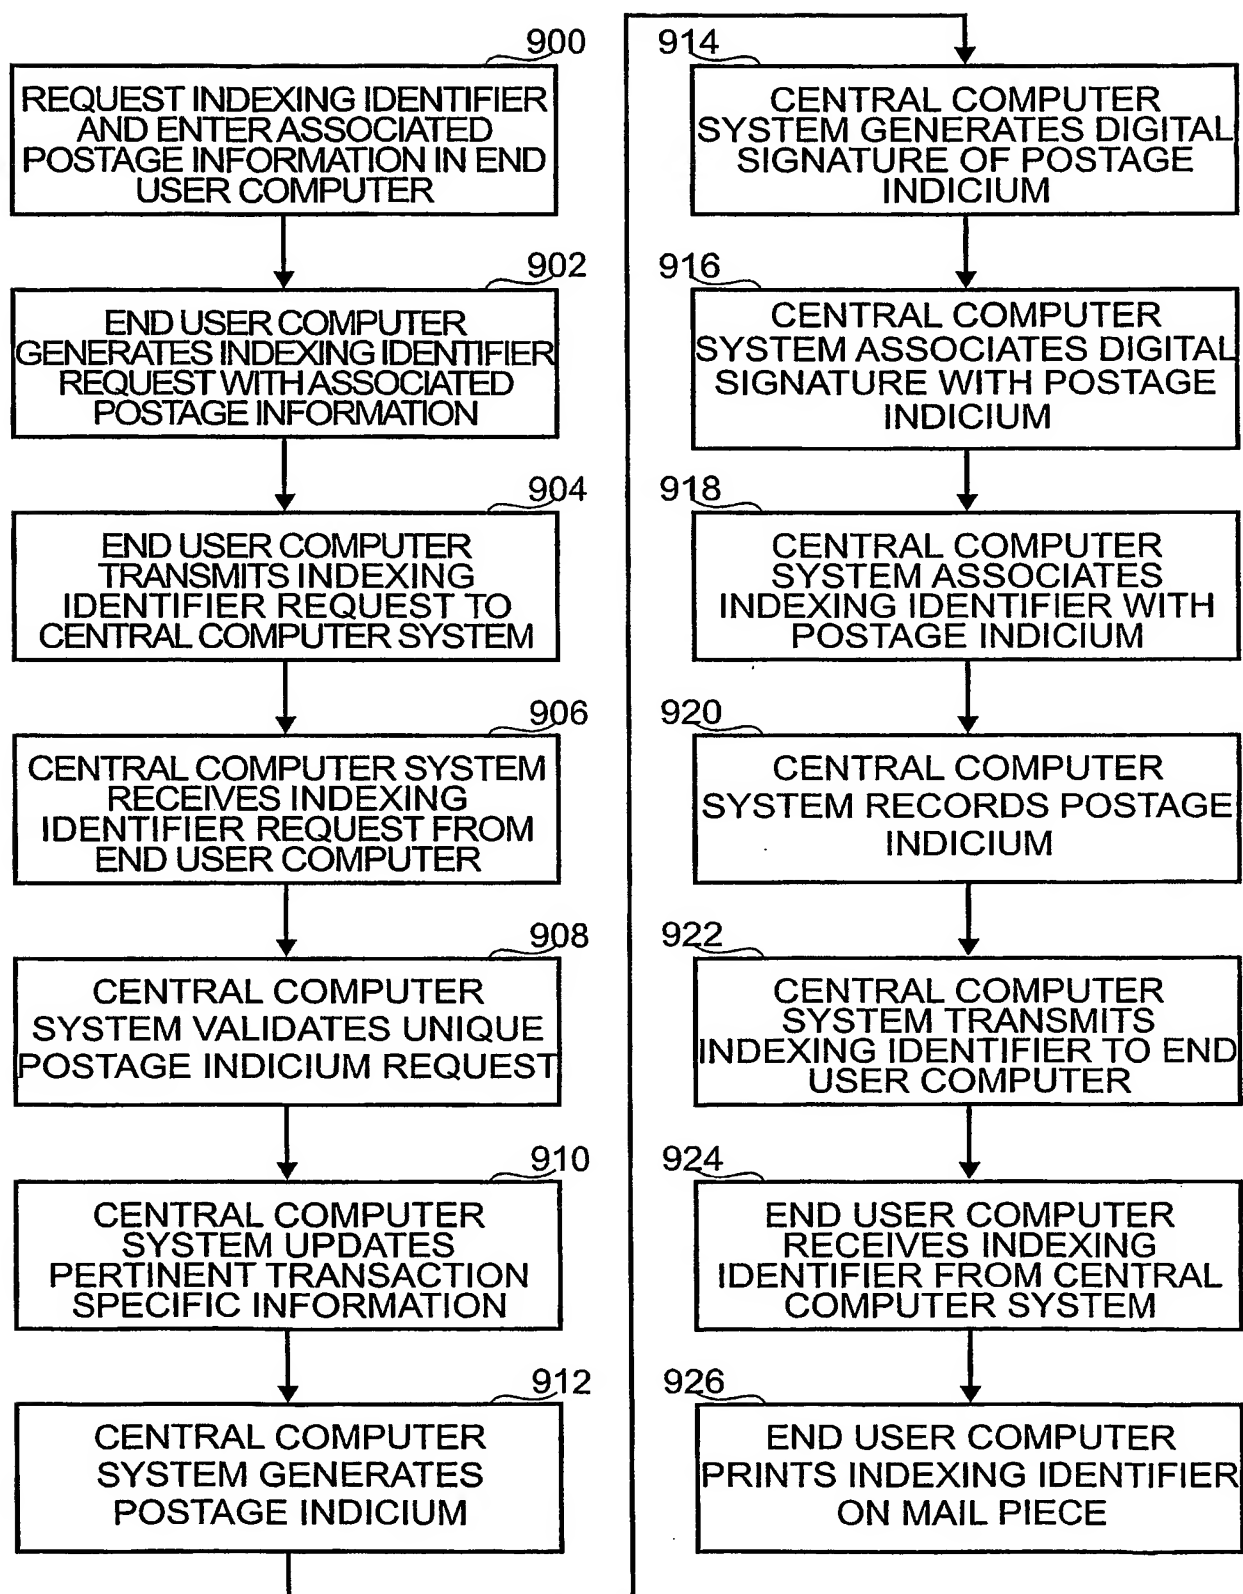 900
REQUEST INDEXING IDENTIFIER
AND ENTER ASSOCIATED
POSTAGE INFORMATION IN END
USER COMPUTER
902
END USER COMPUTER
GENERATES INDEXING IDENTIFIER
REQUEST WITH ASSOCIATED
POSTAGE INFORMATION
904
END USER COMPUTER
TRANSMITS INDEXING
IDENTIFIER REQUEST TO
CENTRAL COMPUTER SYSTEM
906
CENTRAL COMPUTER SYSTEM
RECEIVES INDEXING
IDENTIFIER REQUEST FROM
END USER COMPUTER
908
CENTRAL COMPUTER
SYSTEM VALIDATES UNIQUE
POSTAGE INDICIUM REQUEST
910
CENTRAL COMPUTER
SYSTEM UPDATES
PERTINENT TRANSACTION
SPECIFIC INFORMATION
912
CENTRAL COMPUTER
SYSTEM GENERATES
POSTAGE INDICIUM
914
CENTRAL COMPUTER
SYSTEM GENERATES DIGITAL
SIGNATURE OF POSTAGE
INDICIUM
916
CENTRAL COMPUTER
SYSTEM ASSOCIATES DIGITAL
SIGNATURE WITH POSTAGE
INDICIUM
918
CENTRAL COMPUTER
SYSTEM ASSOCIATES
INDEXING IDENTIFIER WITH
POSTAGE INDICIUM
920
CENTRAL COMPUTER
SYSTEM RECORDS POSTAGE
INDICIUM
922
CENTRAL COMPUTER
SYSTEM TRANSMITS
INDEXING IDENTIFIER TO END
USER COMPUTER
924
END USER COMPUTER
RECEIVES INDEXING
IDENTIFIER FROM CENTRAL
COMPUTER SYSTEM
926
END USER COMPUTER
PRINTS INDEXING IDENTIFIER
ON MAIL PIECE